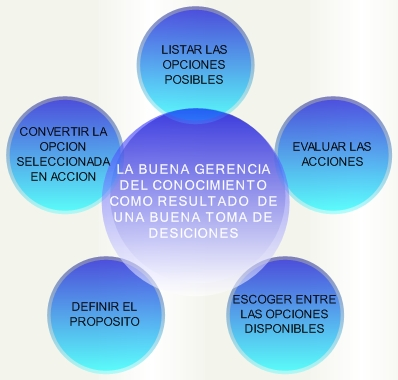 LISTAR LAS
OPCIONES
POSIBLES
CONVERTIR LA
OPCION
SELECCIONADA
EN ACCION
EVALUAR LAS
ACCIONES
LA BUENA GERENCIA
DEL CONOCIMIENTO
COMO RESULTADO DE
UNA BUENA TOMA DE
DESICIONES
DEFINIR EL
PROPOSITO
ESCOGER ENTRE
LAS OPCIONES
DISPONIBLES